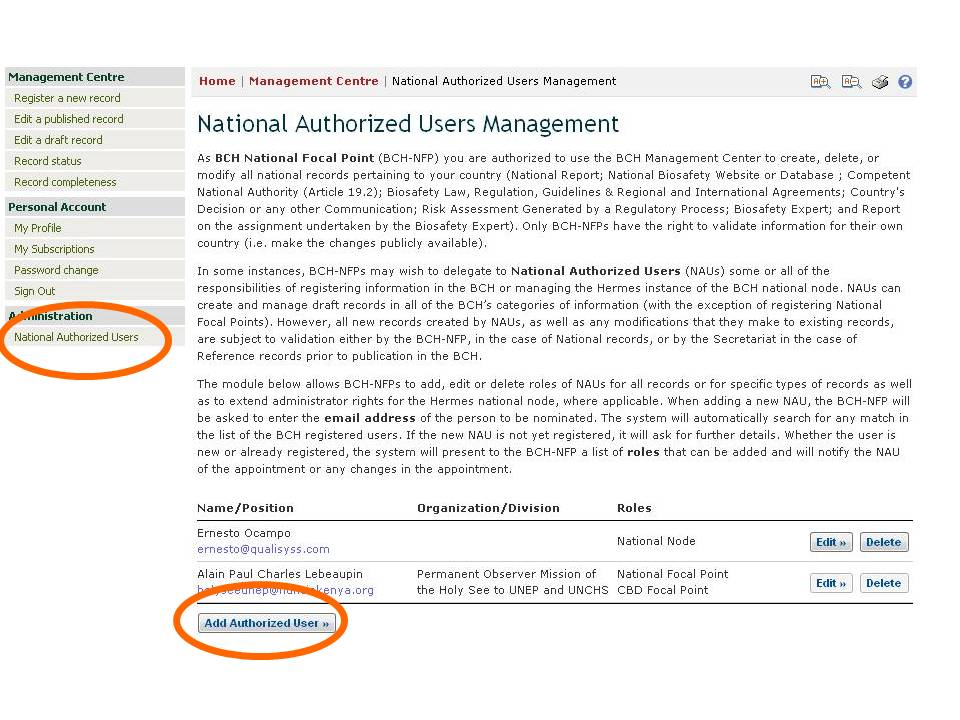 Management Centre
Register a new record
Edit a published record
Edit a draft record
Record status
Record completeness
Personal Account
My Profile
My Subscriptions
Password change
Sign Out
Administration
National Authorized Users
Home | Management Centre | National Authorized Users Management
National Authorized Users Management
As BCH National Focal Point (BCH-NFP) you are authorized to use the BCH Management Center to create, delete, or
modify all national records pertaining to your country (National Report; National Biosafety Website or Database ; Competent
National Authority (Article 19.2); Biosafety Law, Regulation, Guidelines & Regional and International Agreements; Country's
Decision or any other Communication; Risk Assessment Generated by a Regulatory Process; Biosafety Expert; and Report
on the assignment undertaken by the Biosafety Expert). Only BCH-NFPs have the right to validate information for their own
country (i.e. make the changes publicly available).
In some instances, BCH-NFPs may wish to delegate to National Authorized Users (NAUs) some or all of the
responsibilities of registering information in the BCH or managing the Hermes instance of the BCH national node. NAUs can
create and manage draft records in all of the BCH's categories of information (with the exception of registering National
Focal Points). However, all new records created by NAUs, as well as any modifications that they make to existing records,
are subject to validation either by the BCH-NFP, in the case of National records, or by the Secretariat in the case of
Reference records prior to publication in the BCH.
The module below allows BCH-NFPs to add, edit or delete roles of NAUs for all records or for specific types of records as well
as to extend administrator rights for the Hermes national node, where applicable. When adding a new NAU, the BCH-NFP will
be asked to enter the email address of the person to be nominated. The system will automatically search for any match in
the list of the BCH registered users. If the new NAU is not yet registered, it will ask for further details. Whether the user is
new or already registered, the system will present to the BCH-NFP a list of roles that can be added and will notify the NAU
of the appointment or any changes in the appointment.
Name/Position Organization/Division Roles
Ernesto Ocampo
ernesto@qualisyss.com
National Node
Edit » Delete
Alain Paul Charles Lebeaupin Permanent Observer Mission of National Focal Point
the Holy See to UNEP and UNCHS CBD Focal Point
Edit » Delete
Add Authorized User »